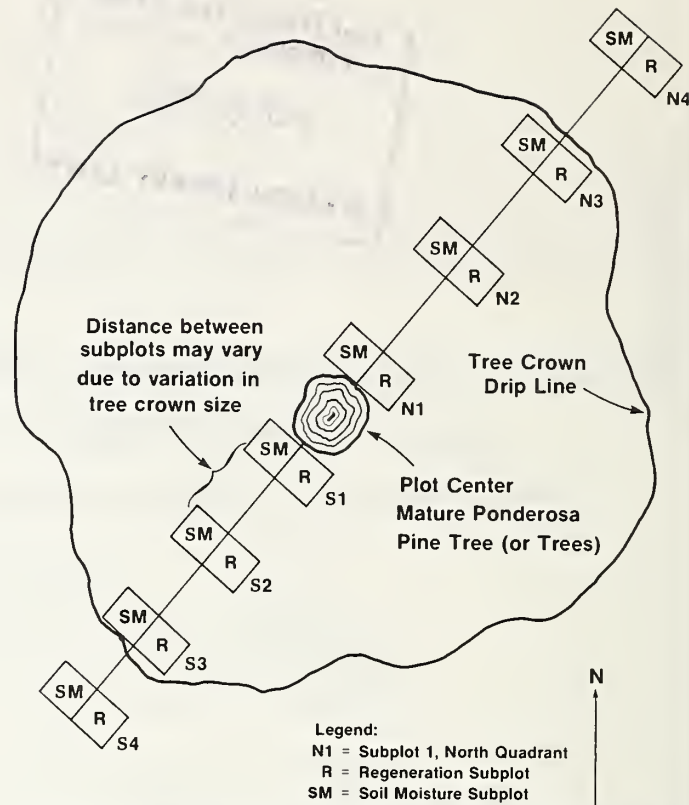 SM
R
N4
SM
R
N3
SM
R
N2
Distance between
subplots may vary
due to variation in
tree crown size
SM
R
N1
Tree Crown
Drip Line
SM
R
S1
Plot Center
Mature Ponderosa
Pine Tree (or Trees)
SM
R
S2
SM
R
S3
SM
R
S4
N
Legend:
N1 = Subplot 1, North Quadrant
R = Regeneration Subplot
SM = Soil Moisture Subplot